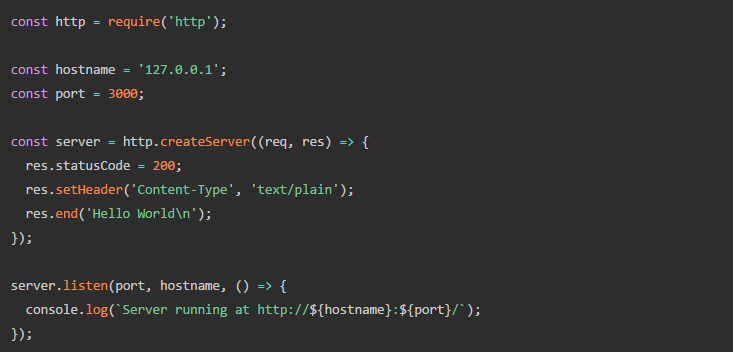 const http = require('http');

const hostname = '127.0.0.1';
const port = 3000;

const server = http.createServer((req, res) => {
  res.statusCode = 200;
  res.setHeader('Content-Type', 'text/plain');
  res.end('Hello World\n');
});

server.listen(port, hostname, () => {
  console.log(`Server running at http://${hostname}:${port}/`);
});